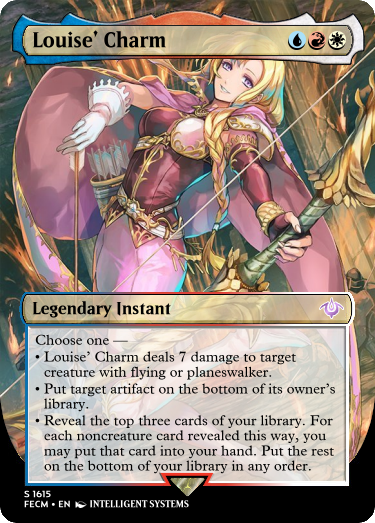 Louise’ Charm
Legendary Instant
Choose one —
• Louise’ Charm deals 7 damage to target
creature with flying or planeswalker.
• Put target artifact on the bottom of its owner’s
library.
• Reveal the top three cards of your library. For
each noncreature card revealed this way, you
may put that card into your hand. Put the rest
on the bottom of your library in any order.
S 1615
FECM • EN INTELLIGENT SYSTEMS